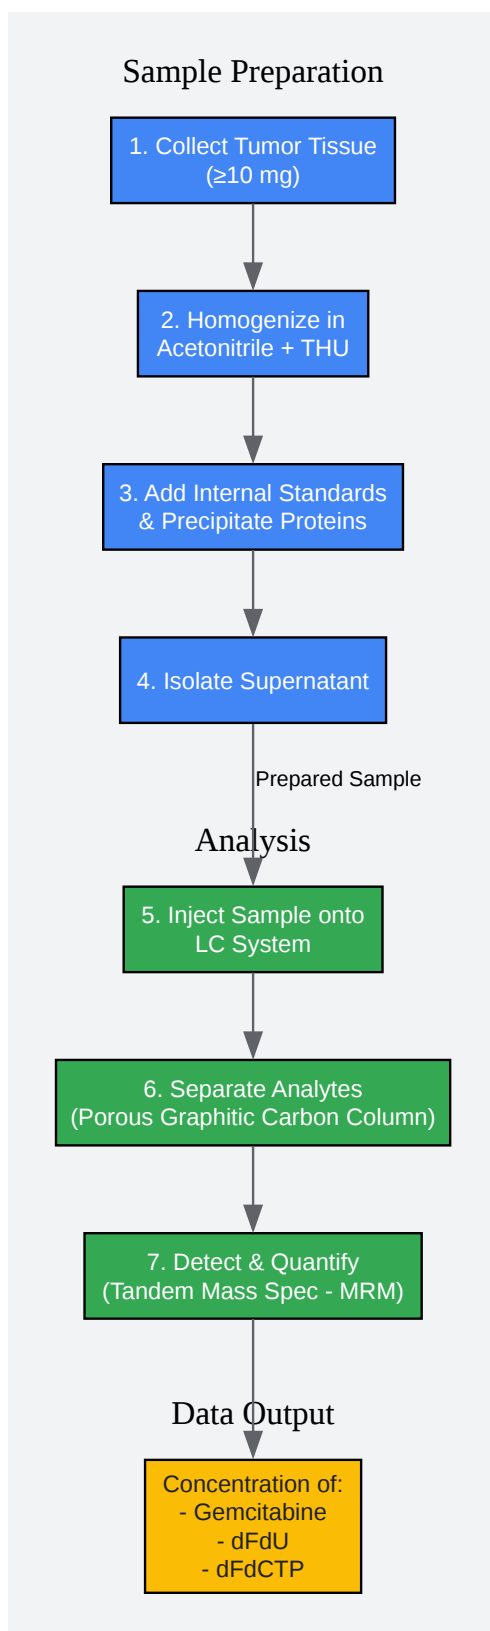 Sample Preparation
1. Collect Tumor Tissue
(≥10 mg)
2. Homogenize in
Acetonitrile + THU
3. Add Internal Standards
& Precipitate Proteins
4. Isolate Supernatant
Prepared Sample
Analysis
5. Inject Sample onto
LC System
6. Separate Analytes
(Porous Graphitic Carbon Column)
7. Detect & Quantify
(Tandem Mass Spec - MRM)
Data Output
Concentration of:
- Gemcitabine
- dFdU
- dFdCTP